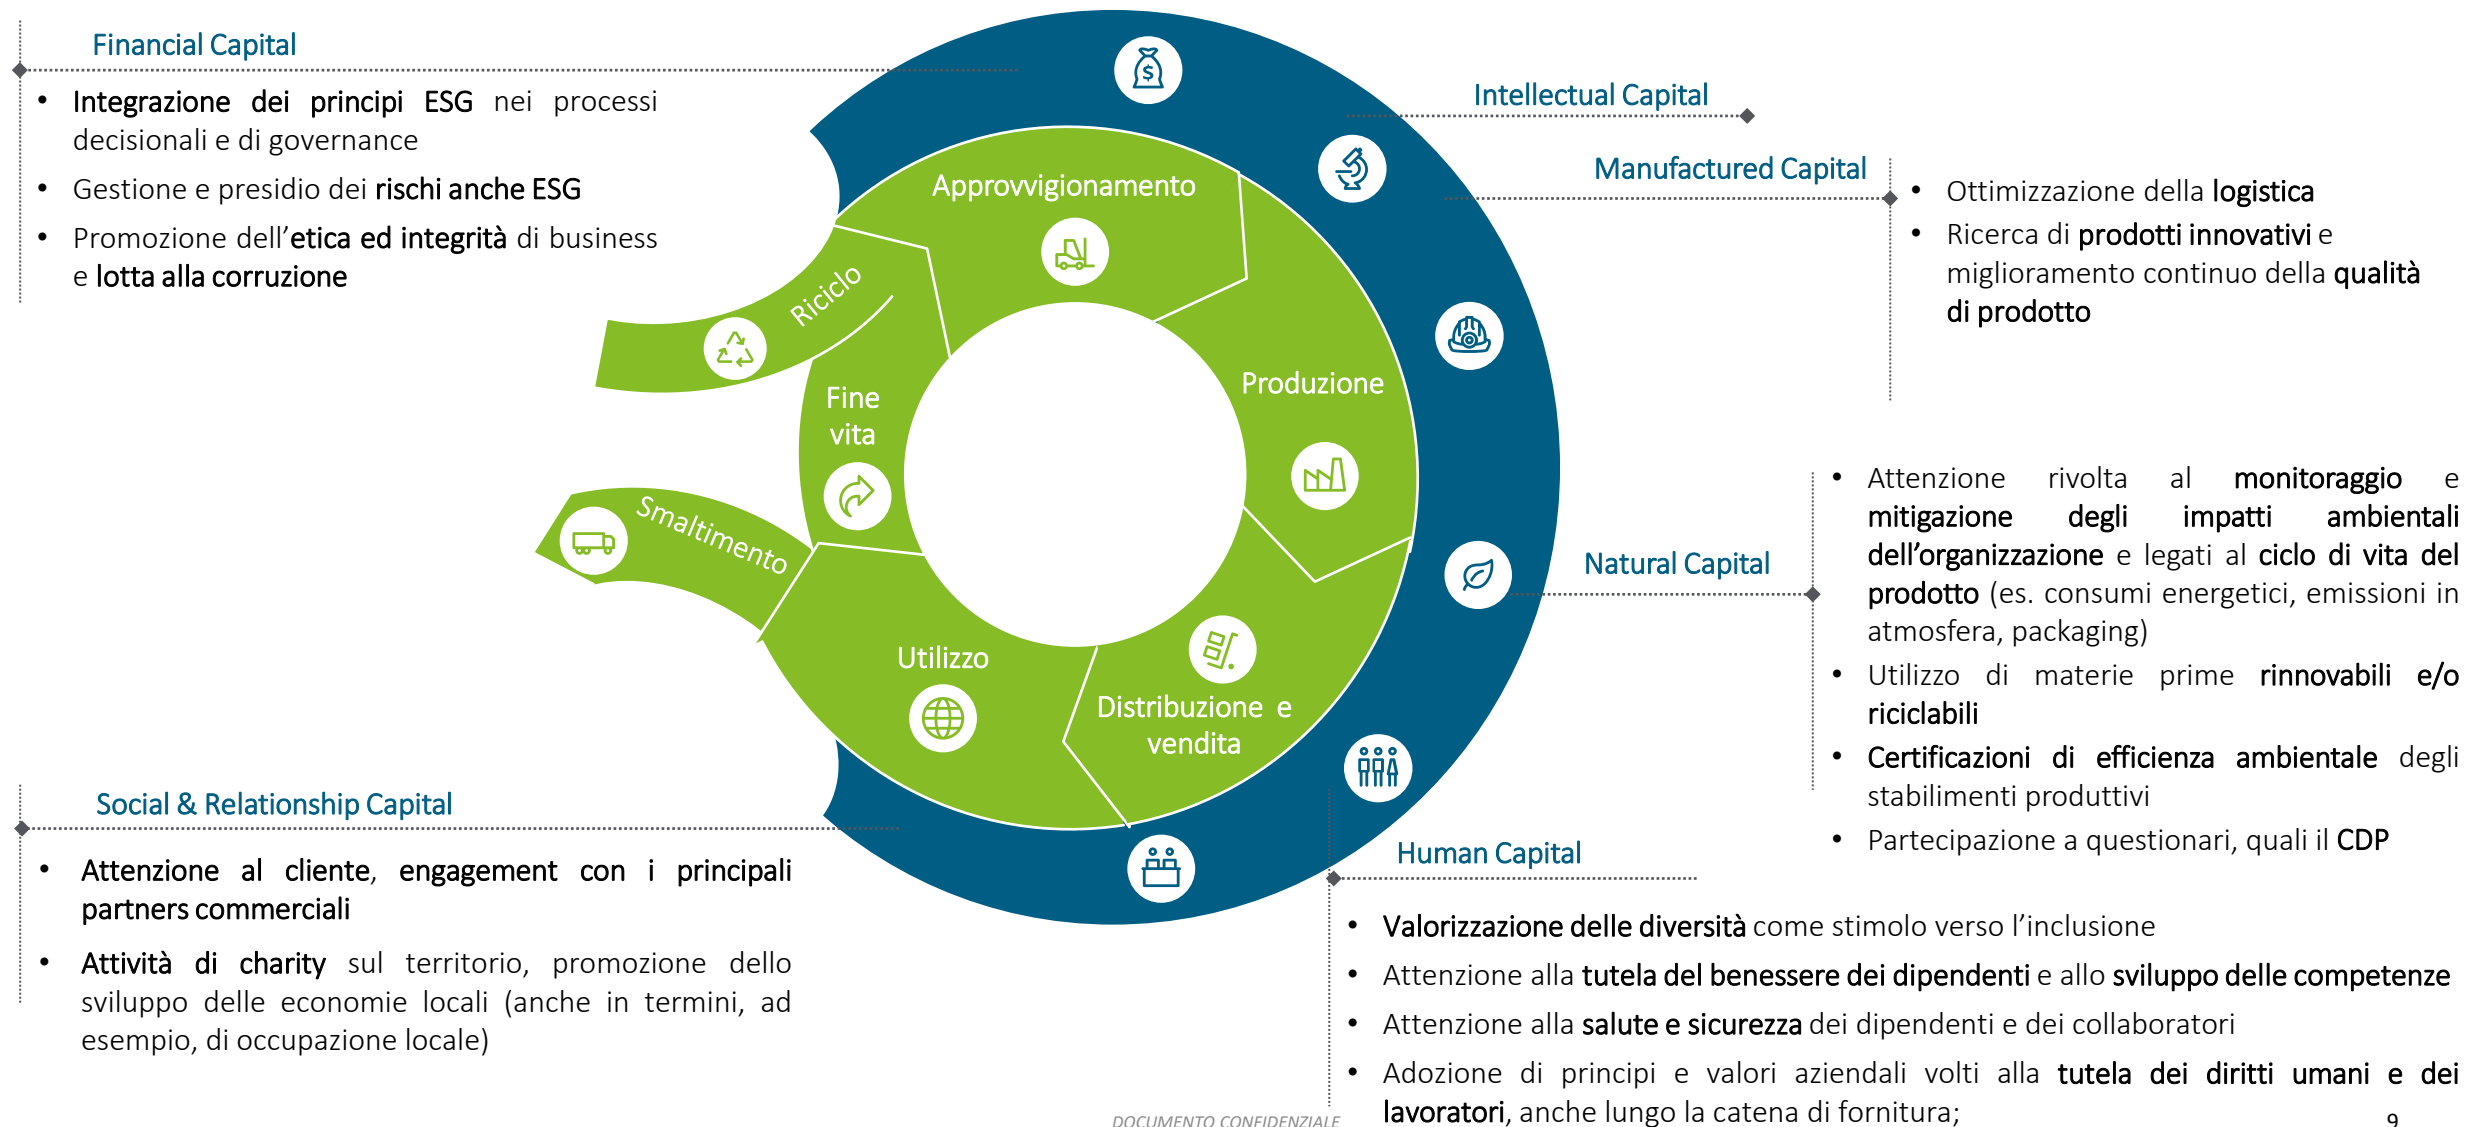 Financial Capital
• Integrazione dei principi ESG nei processi
decisionali e di governance
• Gestione e presidio dei rischi anche ESG
• Promozione dell’etica ed integrità di business
e lotta alla corruzione
Intellectual Capital
Manufactured Capital
• Ottimizzazione della logistica
• Ricerca di prodotti innovativi e
miglioramento continuo della qualità
di prodotto
Approvvigionamento
Riciclo
Produzione
Fine
vita
Smaltimento
Utilizzo
Distribuzione e
vendita
$
Natural Capital
• Attenzione rivolta al monitoraggio e
mitigazione degli impatti ambientali
dell’organizzazione e legati al ciclo di vita del
prodotto (es. consumi energetici, emissioni in
atmosfera, packaging)
• Utilizzo di materie prime rinnovabili e/o
riciclabili
• Certificazioni di efficienza ambientale degli
stabilimenti produttivi
• Partecipazione a questionari, quali il CDP
Social & Relationship Capital
• Attenzione al cliente, engagement con i principali
partners commerciali
• Attività di charity sul territorio, promozione dello
sviluppo delle economie locali (anche in termini, ad
esempio, di occupazione locale)
Human Capital
• Valorizzazione delle diversità come stimolo verso l’inclusione
• Attenzione alla tutela del benessere dei dipendenti e allo sviluppo delle competenze
• Attenzione alla salute e sicurezza dei dipendenti e dei collaboratori
• Adozione di principi e valori aziendali volti alla tutela dei diritti umani e dei
lavoratori, anche lungo la catena di fornitura;
DOCUMENTO CONFIDENZIALE
9